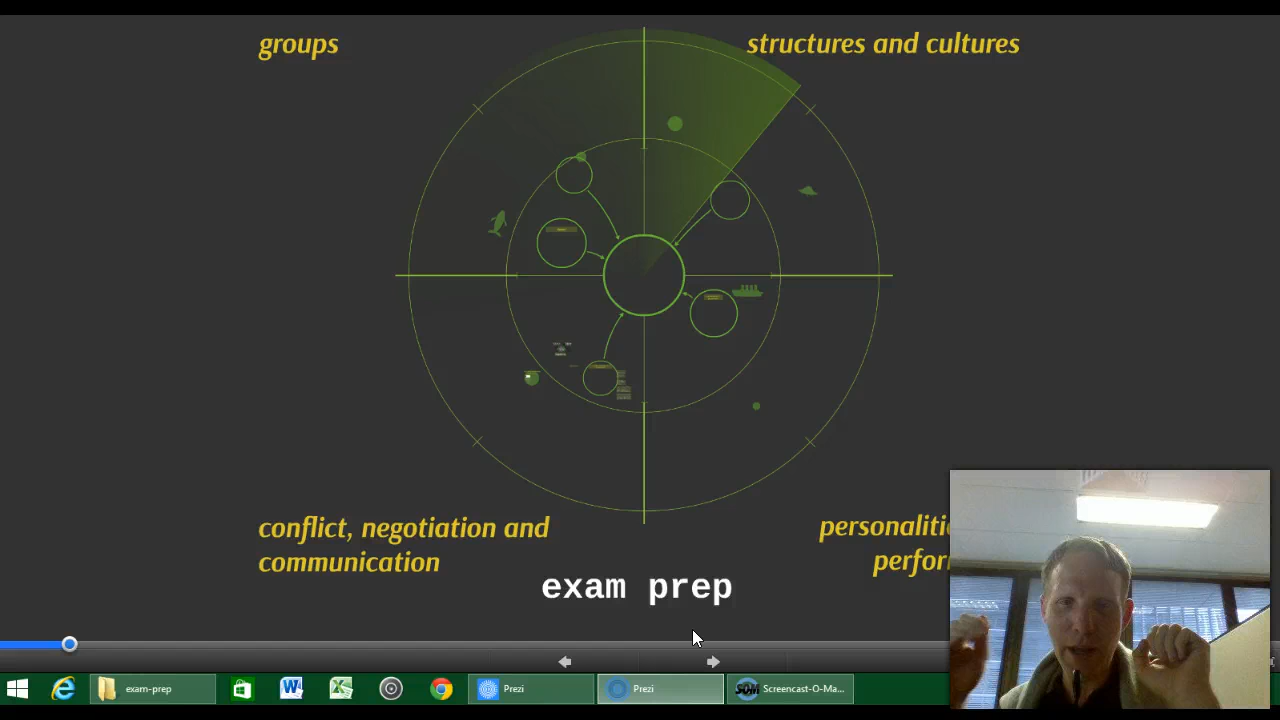 groups
structures and cultures
conflict, negotiation and
communication
exam prep
exam-prep
Prezi
Prezi
Screencast-O-Ma...